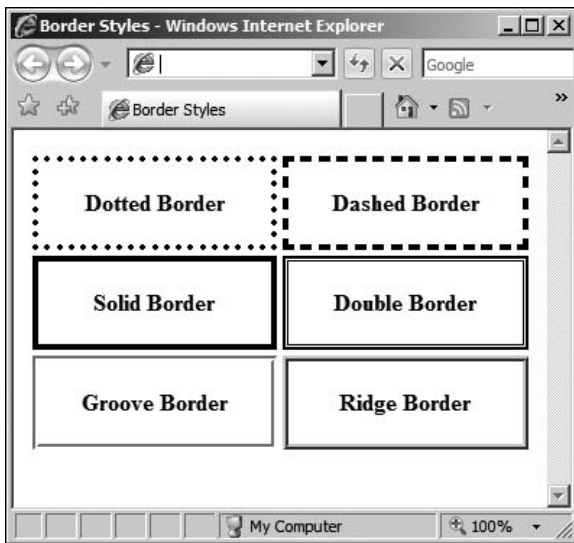 Border Styles - Windows Internet Explorer
Google
Border Styles
»
Dotted Border
Dashed Border
Solid Border
Double Border
Groove Border
Ridge Border
My Computer
100%